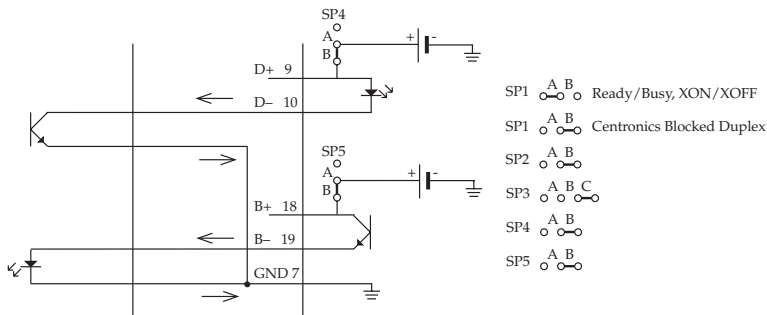 SP4
A
B
+ -
D+ 9
D– 10
SP5
A
B
+ -
B+ 18
B– 19
GND 7
SP1 A B Ready/Busy, XON/XOFF
SP1 A B Centronics Blocked Duplex
SP2 A B
SP3 A B C
SP4 A B
SP5 A B